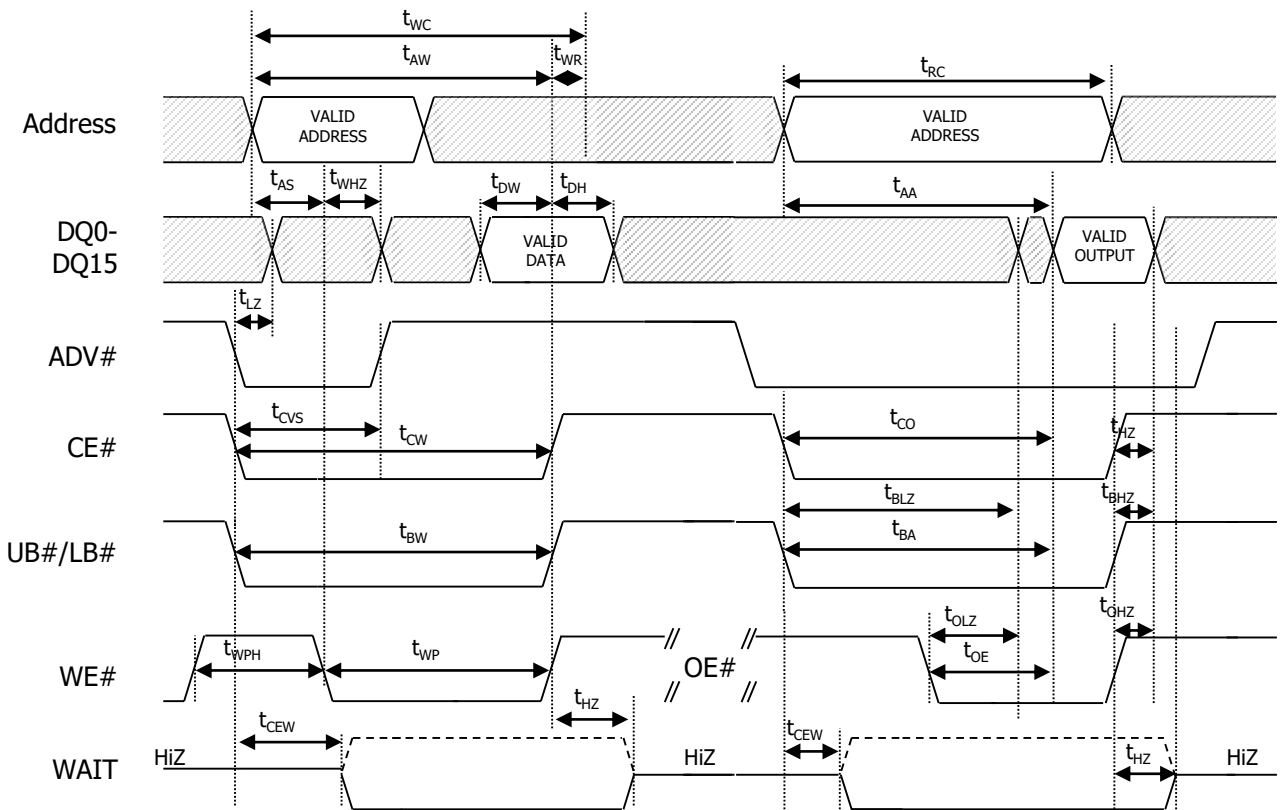 tWC
tAW
tWR
tRC
Address
VALID
ADDRESS
VALID
ADDRESS
tAS
tWHZ
tDW
tDH
tAA
DQ0-
DQ15
VALID
DATA
VALID
OUTPUT
tLZ
ADV#
tCVS
tCW
tCO
tHZ
CE#
tBLZ
tBHZ
tBW
tBA
UB#/LB#
tOLZ
tOHZ
tWPH
tWP
tOE
WE#
OE#
tHZ
tCEW
tCEW
HiZ
HiZ
tHZ
HiZ
WAIT